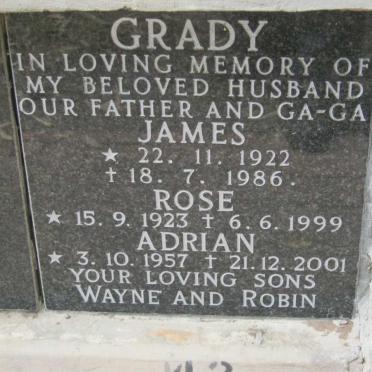 GRADY
IN LOVING MEMORY OF
MY BELOVED HUSBAND
OUR FATHER AND GA-GA
JAMES
★ 22. 11. 1922
† 18. 7. 1986.
ROSE
★ 15. 9. 1923 † 6. 6. 1999
ADRIAN
★ 3. 10. 1957 † 21. 12. 2001
YOUR LOVING SONS
WAYNE AND ROBIN